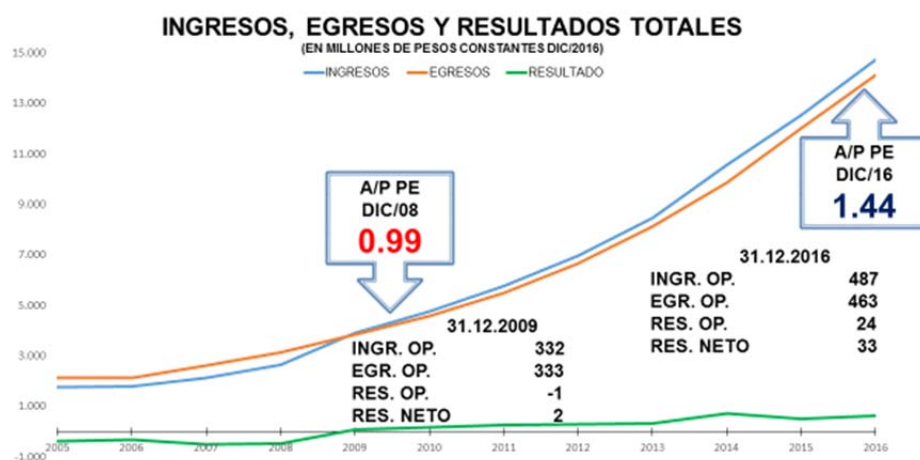 INGRESOS, EGRESOS Y RESULTADOS TOTALES
(EN MILLONES DE PESOS CONSTANTES DIC/2016)
INGRESOS EGRESOS RESULTADO
15.000
13.000
11.000
9.000
7.000
5.000
3.000
1.000
-1.000
A/P PE
DIC/08
0.99
A/P PE
DIC/16
1.44
31.12.2009
INGR. OP. 332
EGR. OP. 333
RES. OP. -1
RES. NETO 2
31.12.2016
INGR. OP. 487
EGR. OP. 463
RES. OP. 24
RES. NETO 33
2005 2006 2007 2008 2009 2010 2011 2012 2013 2014 2015 2016